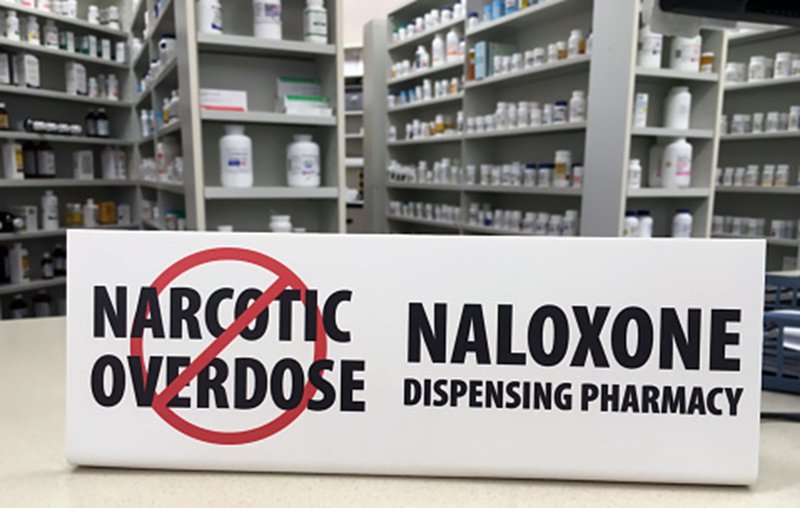 NARCOTIC
OVERDOSE
NALOXONE
DISPENSING PHARMACY